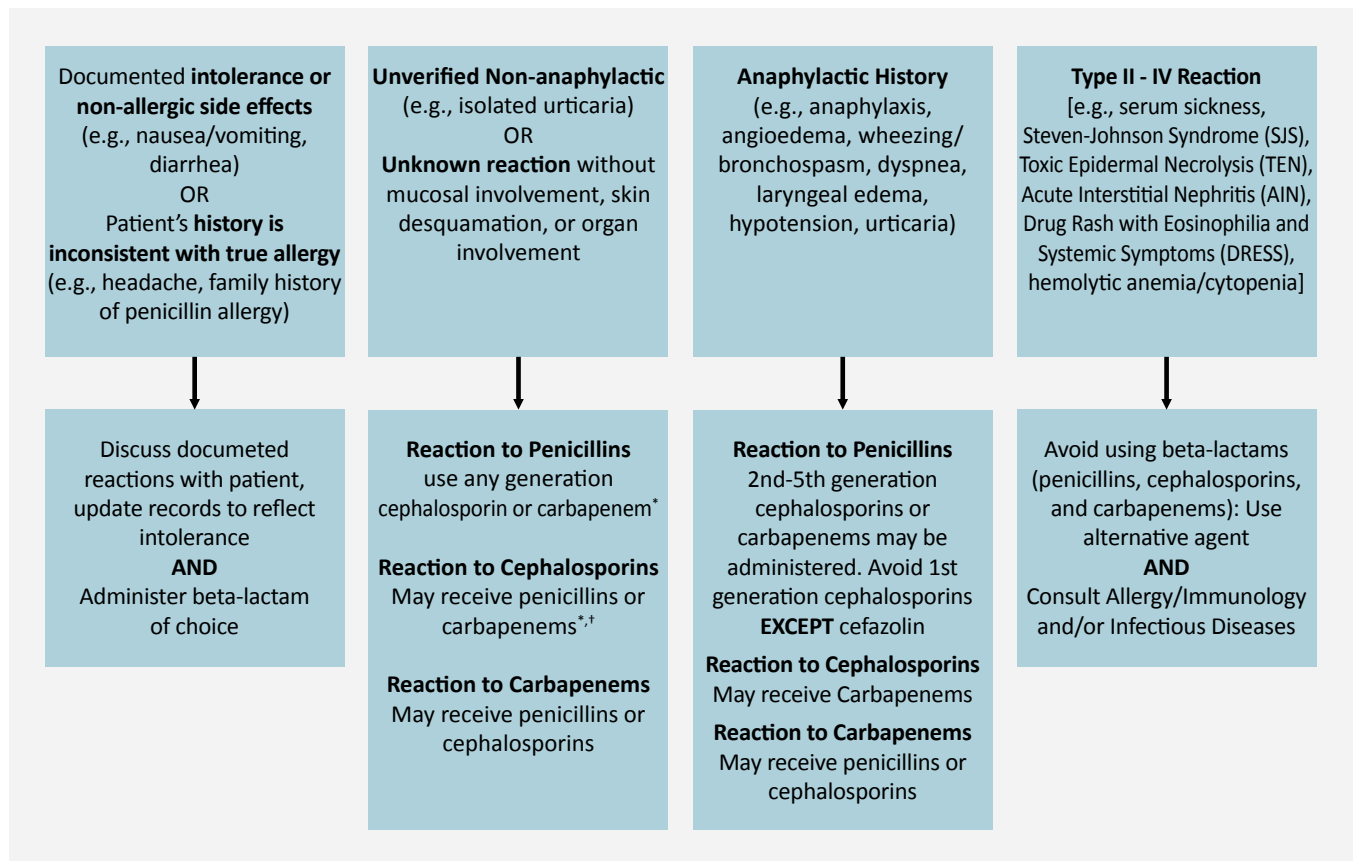 Documented intolerance or
non-allergic side effects
(e.g., nausea/vomiting,
diarrhea)
OR
Patient's history is
inconsistent with true allergy
(e.g., headache, family history
of penicillin allergy)
Unverified Non-anaphylactic
(e.g., isolated urticaria)
OR
Unknown reaction without
mucosal involvement, skin
desquamation, or organ
involvement
Anaphylactic History
(e.g., anaphylaxis,
angioedema, wheezing/
bronchospasm, dyspnea,
laryngeal edema,
hypotension, urticaria)
Type II - IV Reaction
[e.g., serum sickness,
Steven-Johnson Syndrome (SJS),
Toxic Epidermal Necrolysis (TEN),
Acute Interstitial Nephritis (AIN),
Drug Rash with Eosinophilia and
Systemic Symptoms (DRESS),
hemolytic anemia/cytopenia]
Discuss documeted
reactions with patient,
update records to reflect
intolerance
AND
Administer beta-lactam
of choice
Reaction to Penicillins
use any generation
cephalosporin or carbapenem*
Reaction to Cephalosporins
May receive penicillins or
carbapenems*,†
Reaction to Carbapenems
May receive penicillins or
cephalosporins
Reaction to Penicillins
2nd-5th generation
cephalosporins or
carbapenems may be
administered. Avoid 1st
generation cephalosporins
EXCEPT cefazolin
Reaction to Cephalosporins
May receive Carbapenems
Reaction to Carbapenems
May receive penicillins or
cephalosporins
Avoid using beta-lactams
(penicillins, cephalosporins,
and carbapenems): Use
alternative agent
AND
Consult Allergy/Immunology
and/or Infectious Diseases